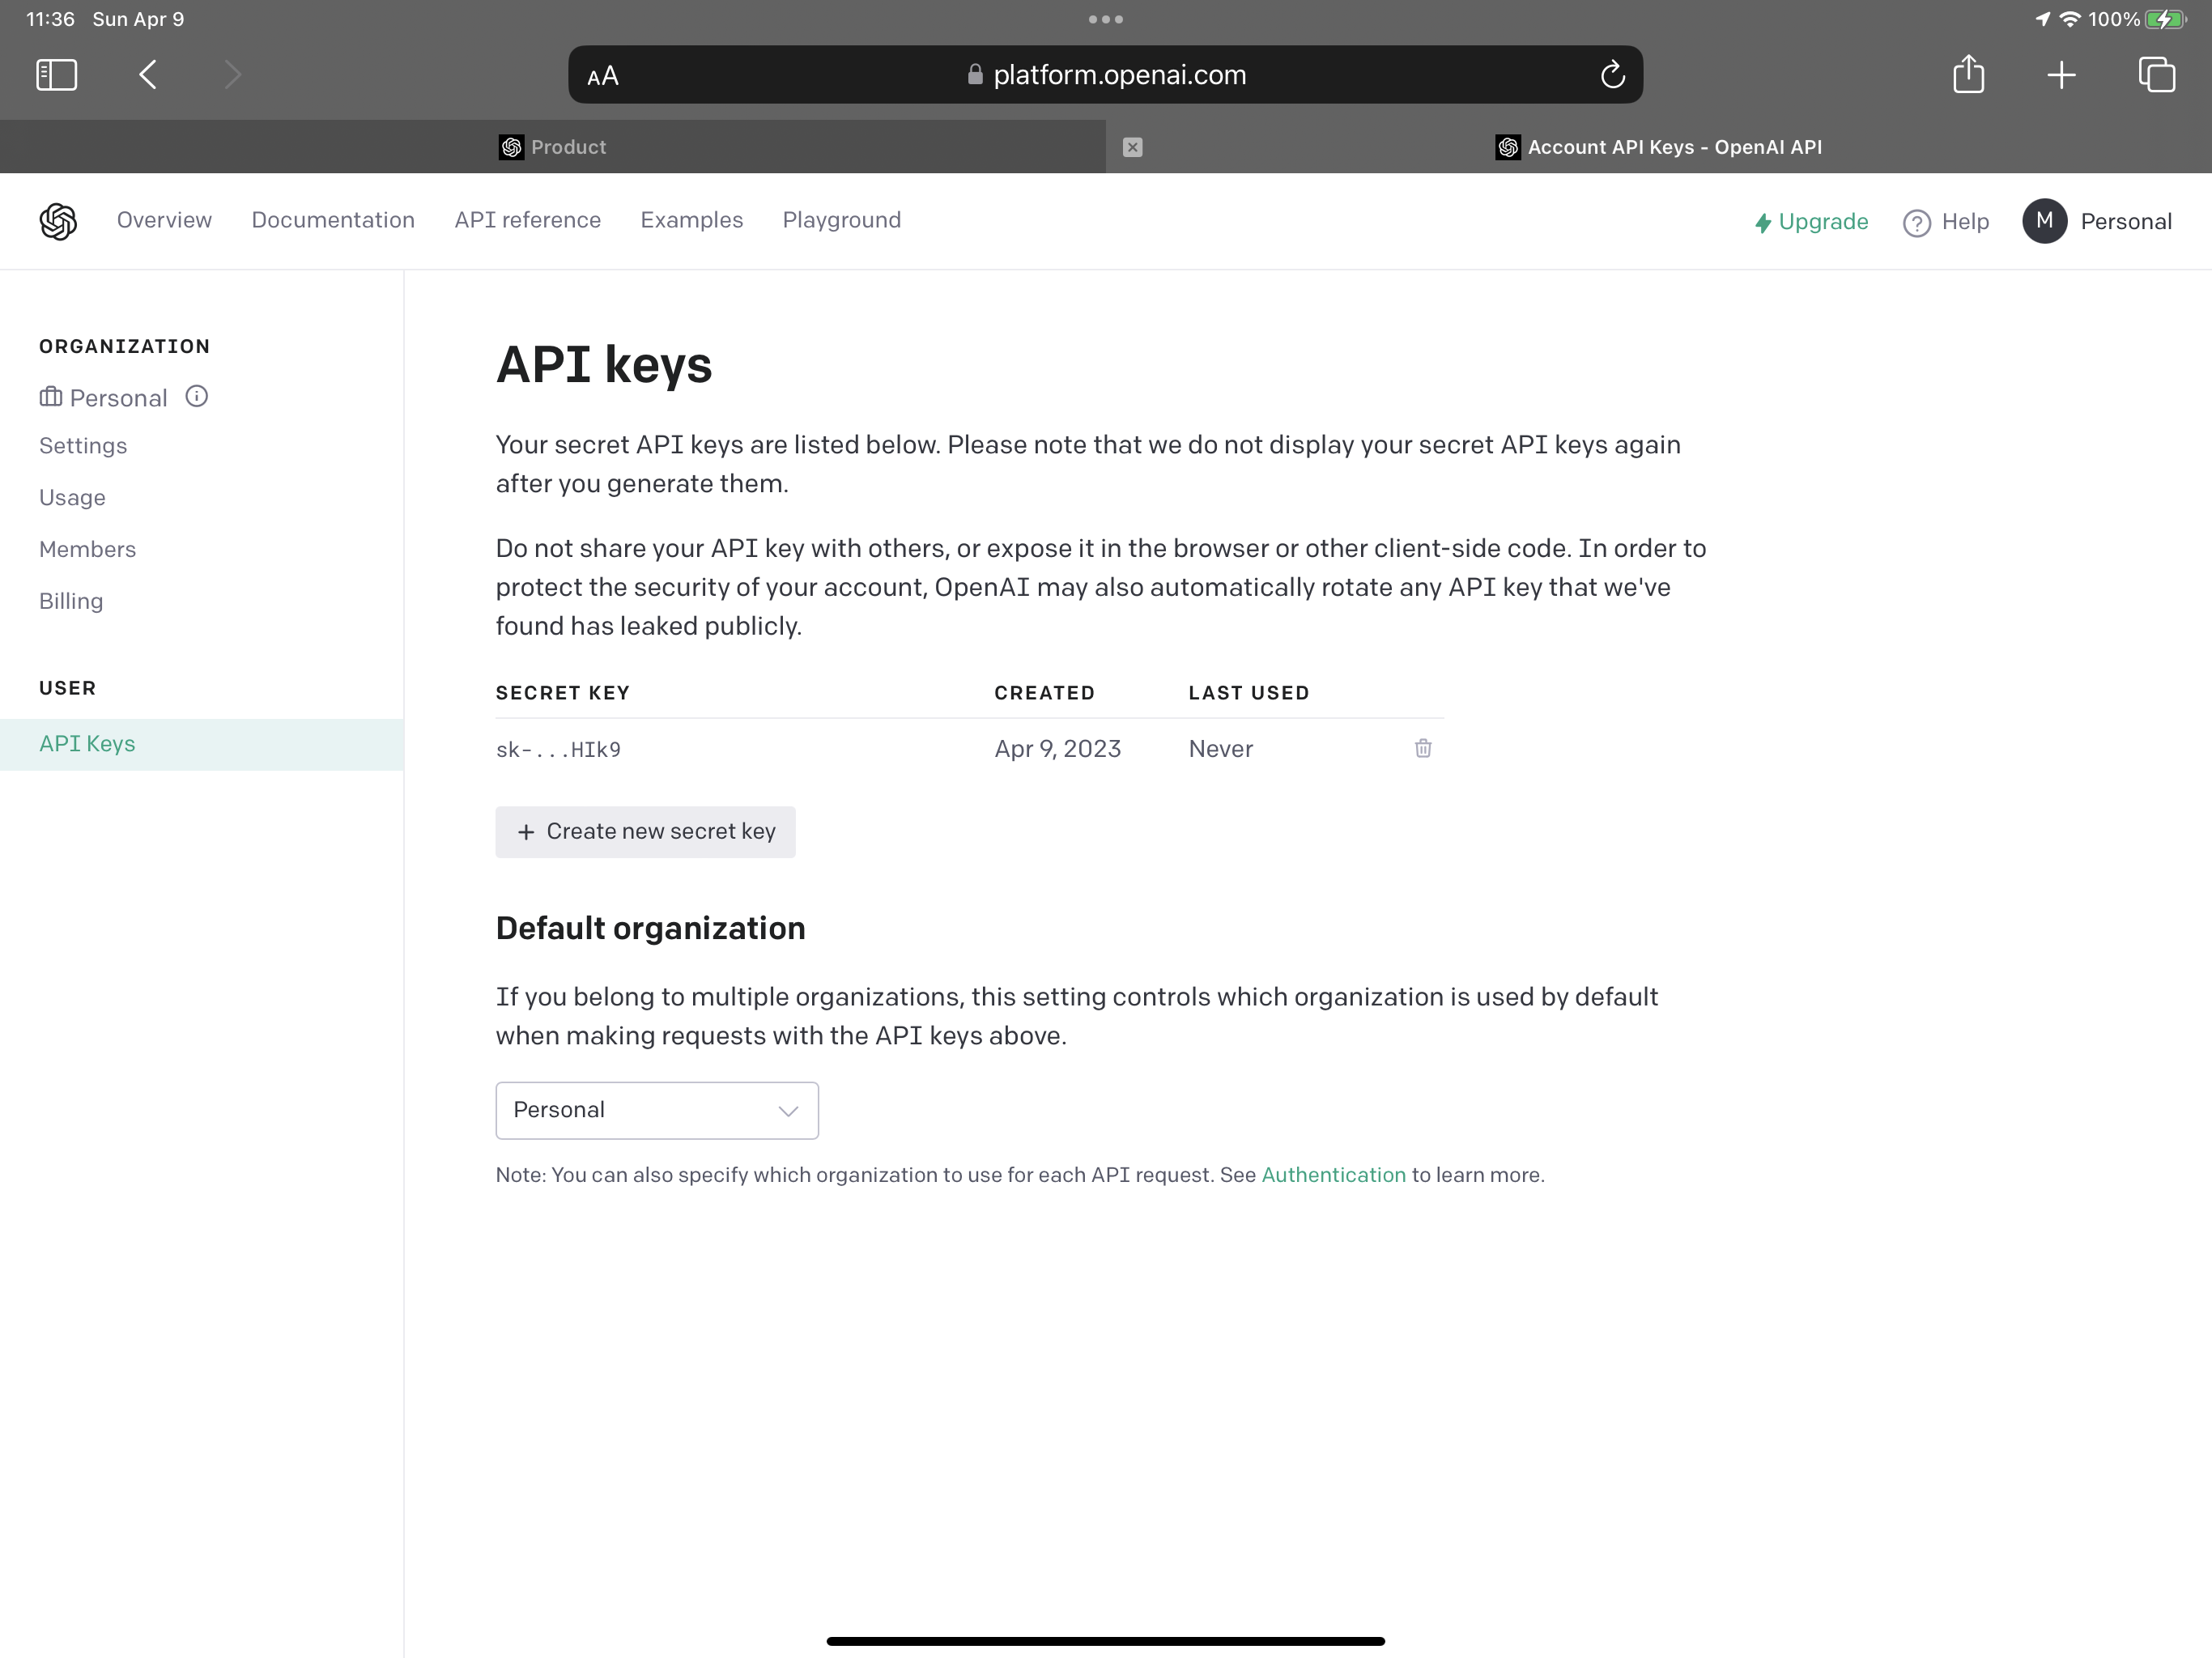 11:36 Sun Apr 9
100%
AA platform.openai.com
Product
Account API Keys - OpenAI API
Overview Documentation API reference Examples Playground
Upgrade Help M Personal
ORGANIZATION
Personal
Settings
Usage
Members
Billing
USER
API Keys
API keys
Your secret API keys are listed below. Please note that we do not display your secret API keys again
after you generate them.
Do not share your API key with others, or expose it in the browser or other client-side code. In order to
protect the security of your account, OpenAI may also automatically rotate any API key that we've
found has leaked publicly.
SECRET KEY CREATED LAST USED
sk-...HIk9 Apr 9, 2023 Never
+ Create new secret key
Default organization
If you belong to multiple organizations, this setting controls which organization is used by default
when making requests with the API keys above.
Personal
Note: You can also specify which organization to use for each API request. See Authentication to learn more.